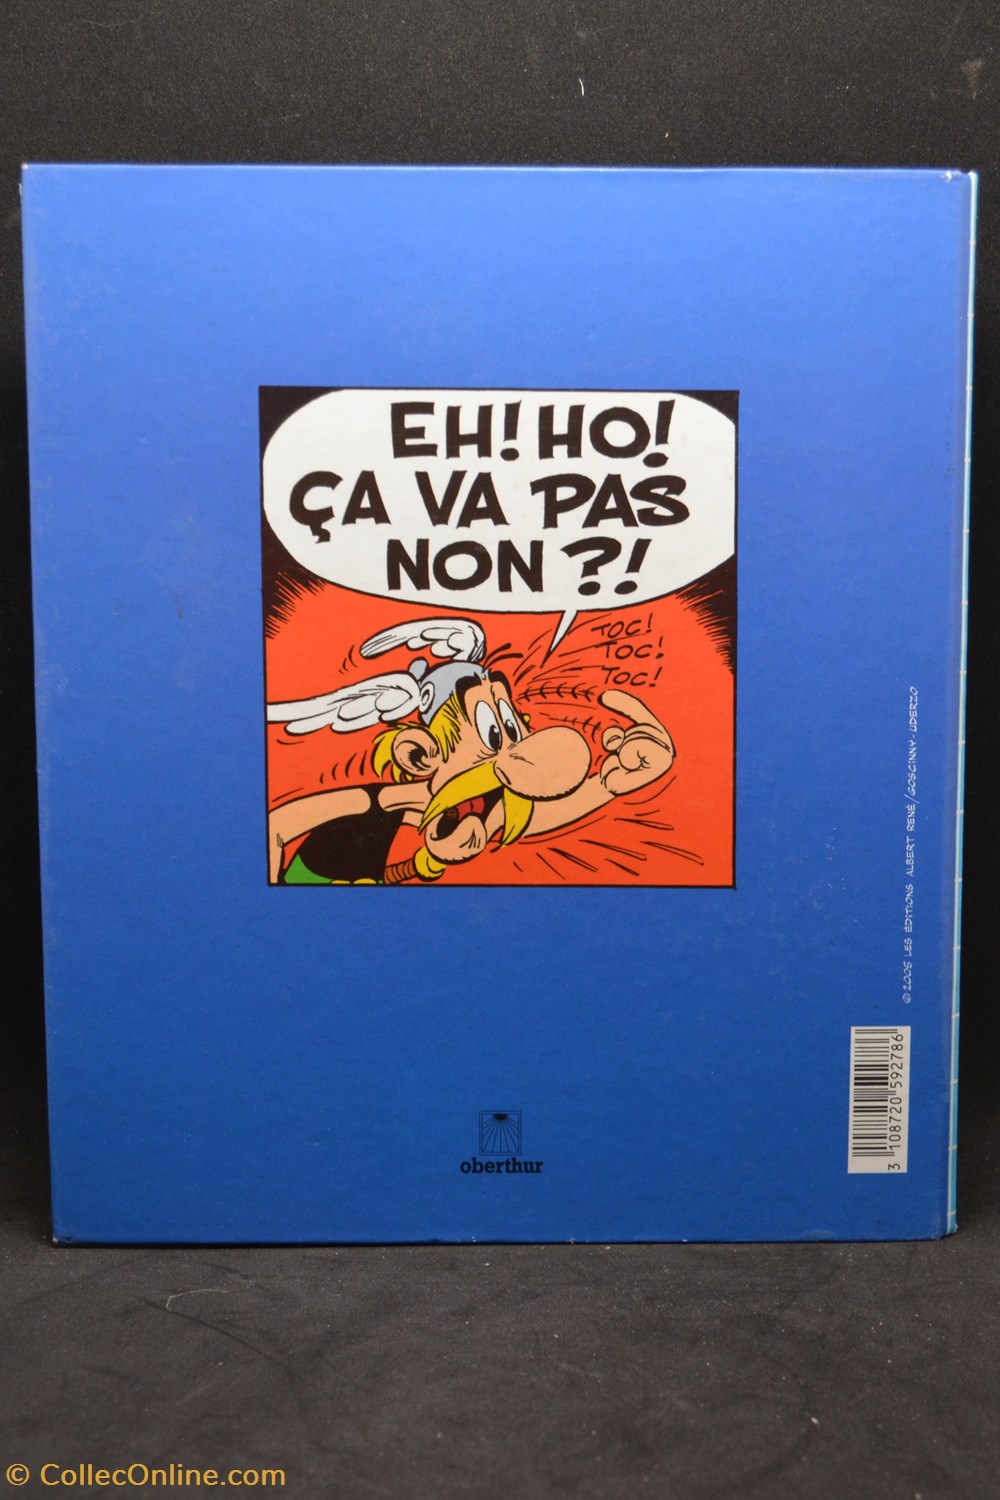 EH! HO!
ÇA VA PAS
NON ?!
TOC!
TOC!
TOC!
© 2005 LES ÉDITIONS ALBERT RENÉ/GOSCINNY-UDERZO
3 108720 592786
oberthur
© CollecOnline.com